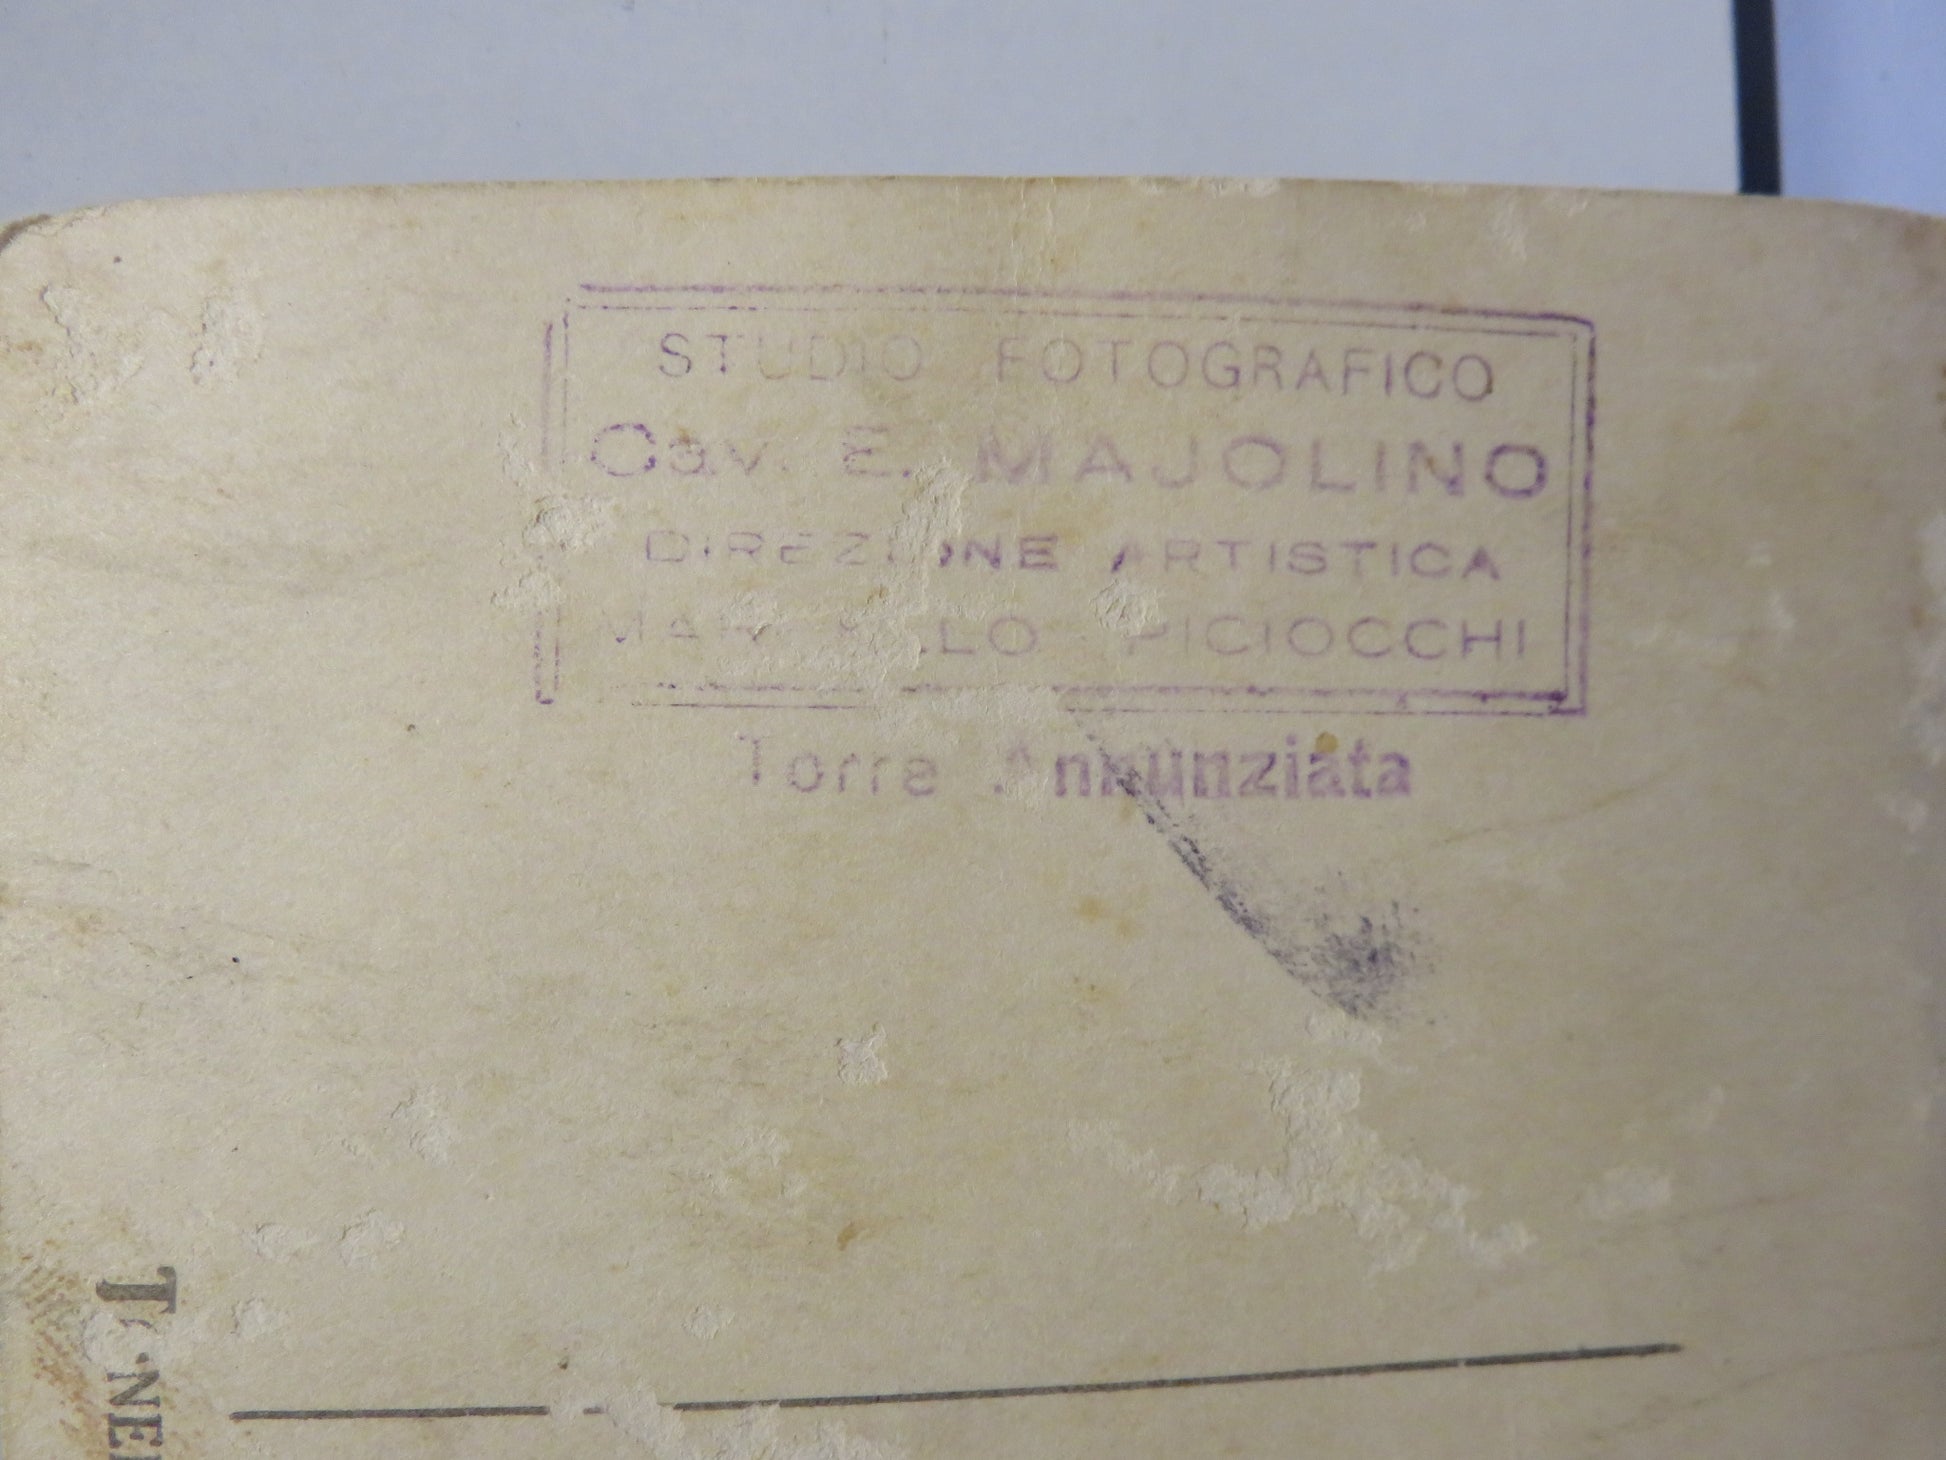 STUDIO FOTOGRAFICO
Cav. E. MAJOLINO
DIREZIONE ARTISTICA
PICIOCCHI
Torre Annunziata